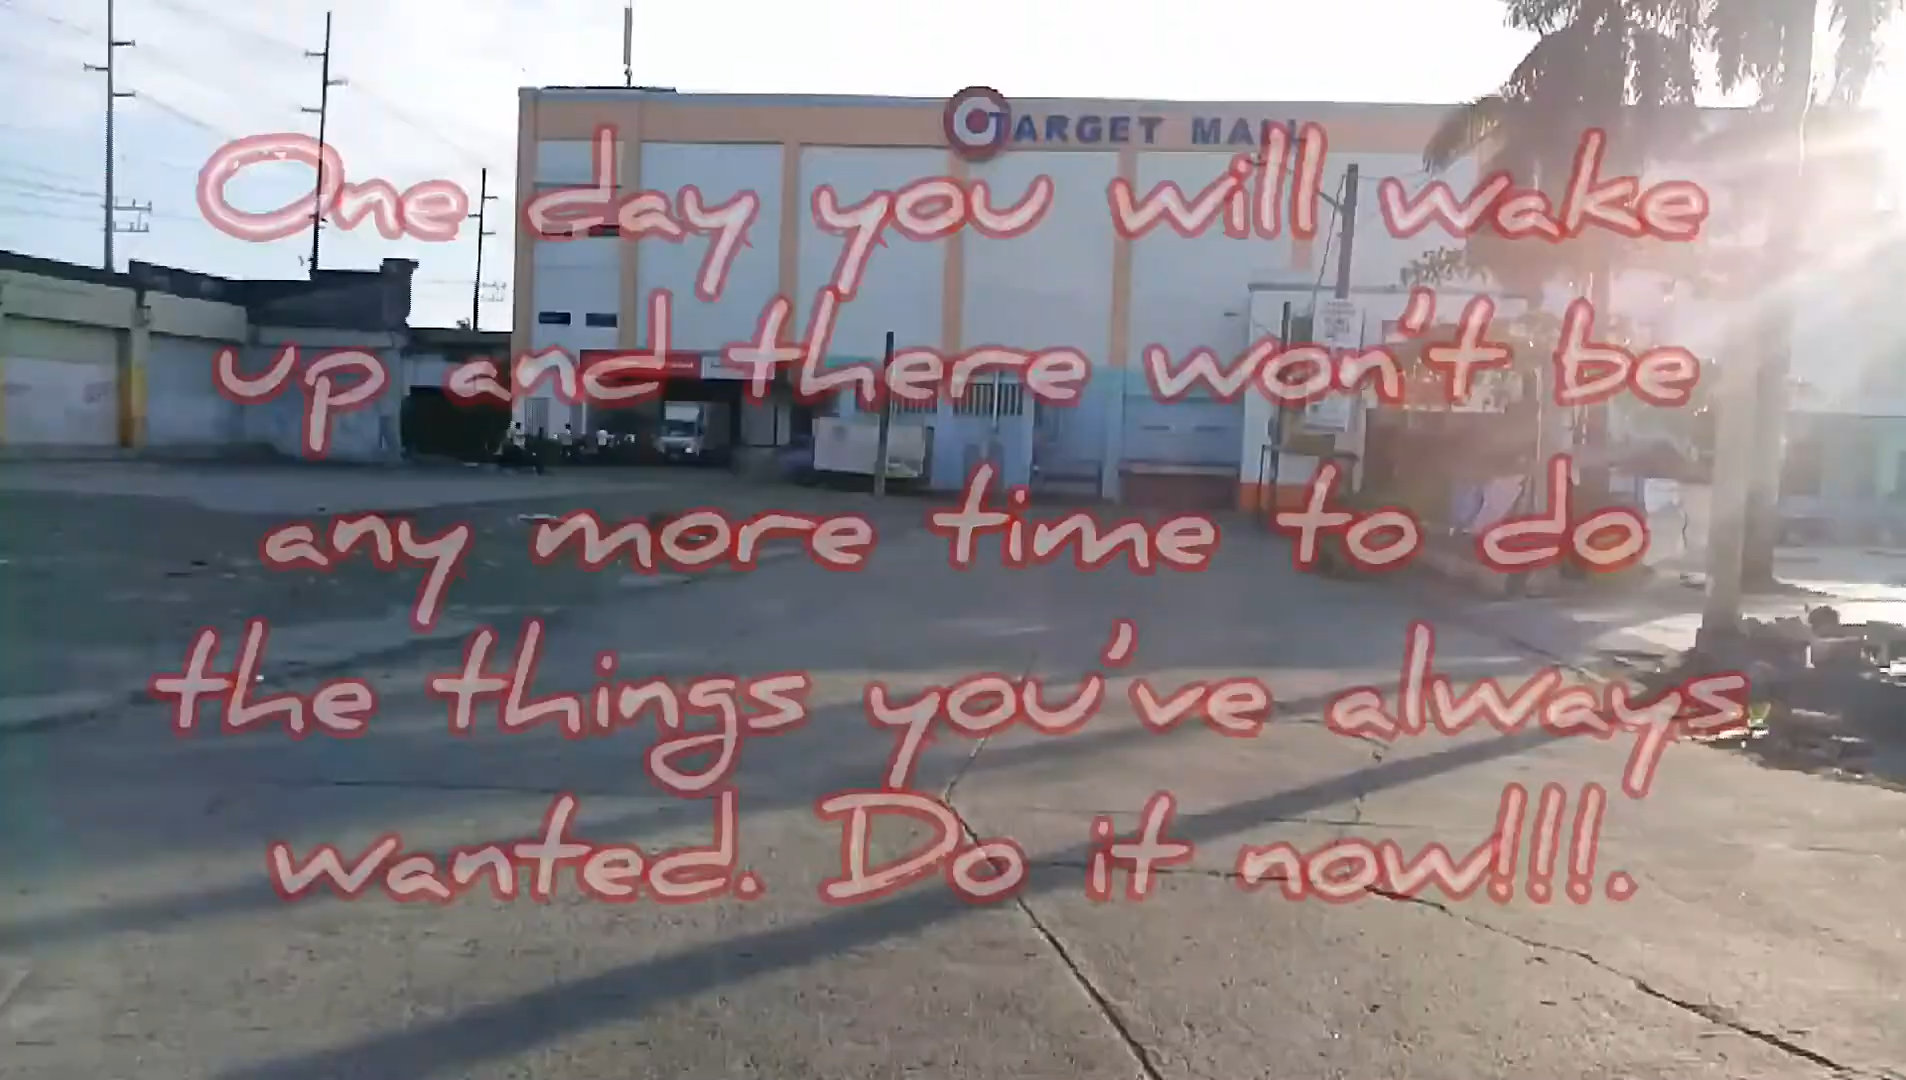 TARGET MALL
One day you will wake
up and there won't be
any more time to do
the things you've always
wanted. Do it now!!!.